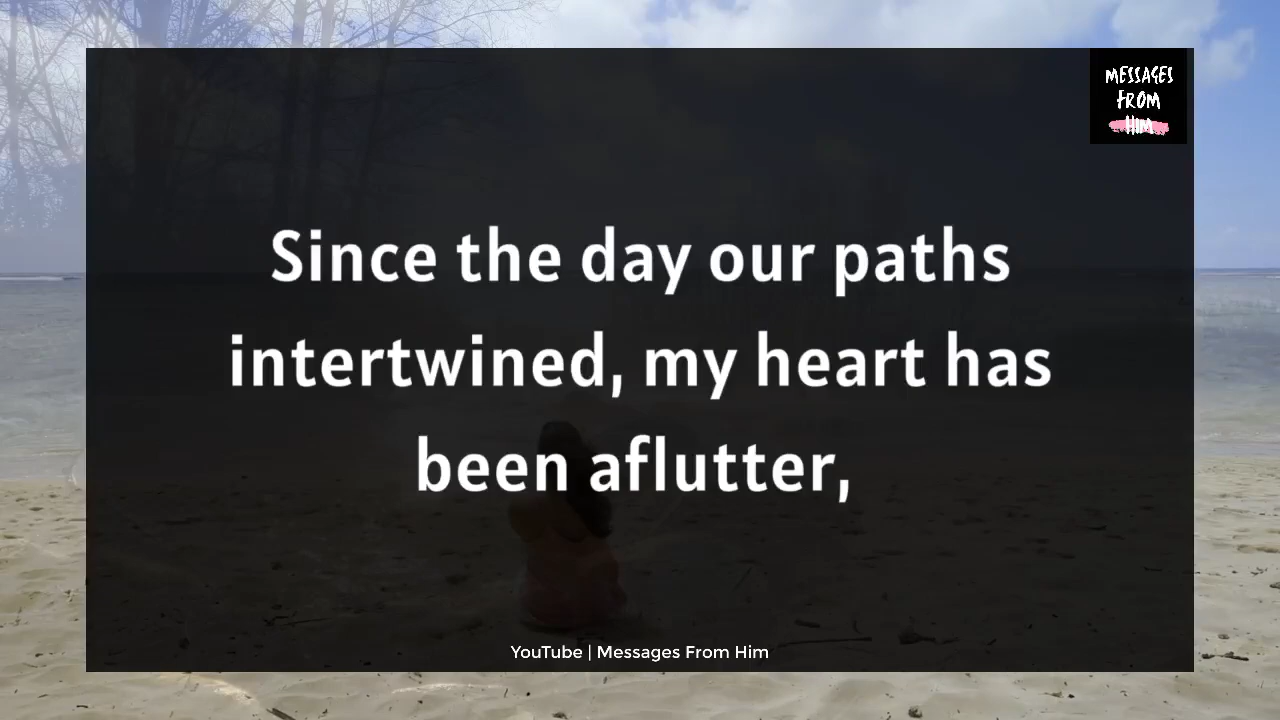 MESSAGES
FROM
HIM
Since the day our paths
intertwined, my heart has
been aflutter,
YouTube | Messages From Him